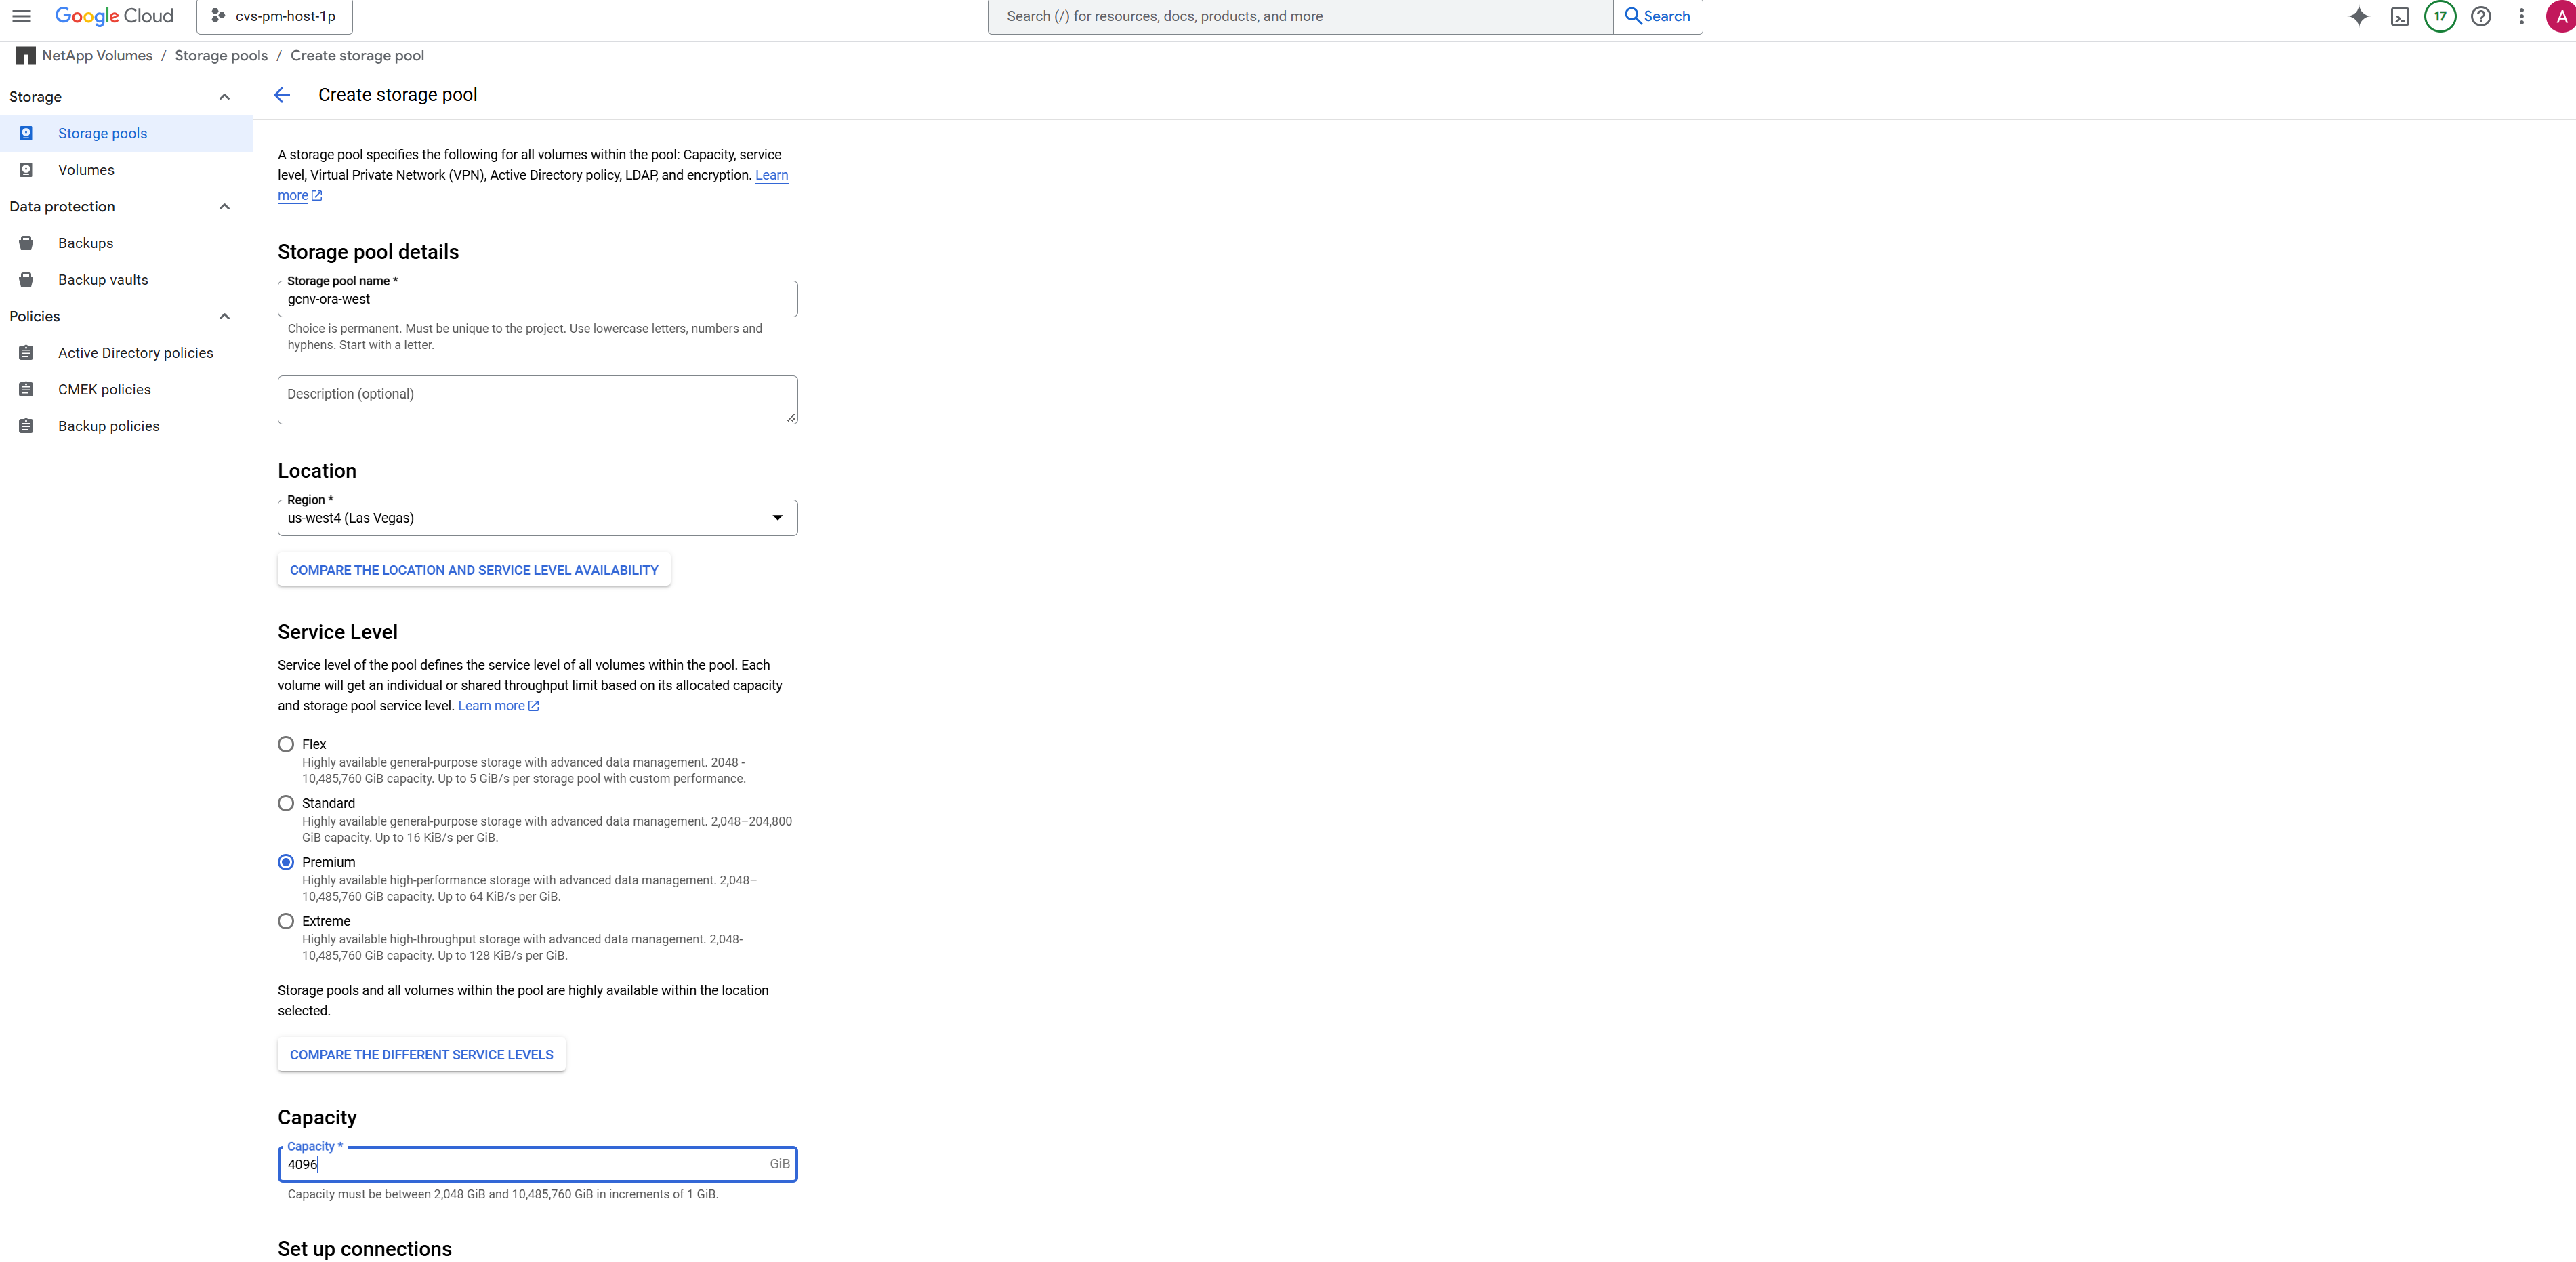 Google Cloud
cvs-pm-host-1p
Search (/) for resources, docs, products, and more
Search
17
A
NetApp Volumes / Storage pools / Create storage pool
Storage
Storage pools
Volumes
Data protection
Backups
Backup vaults
Policies
Active Directory policies
CMEK policies
Backup policies
Create storage pool
A storage pool specifies the following for all volumes within the pool: Capacity, service
level, Virtual Private Network (VPN), Active Directory policy, LDAP, and encryption. Learn
more
Storage pool details
Storage pool name *
gcnv-ora-west
Choice is permanent. Must be unique to the project. Use lowercase letters, numbers and
hyphens. Start with a letter.
Description (optional)
Location
Region *
us-west4 (Las Vegas)
COMPARE THE LOCATION AND SERVICE LEVEL AVAILABILITY
Service Level
Service level of the pool defines the service level of all volumes within the pool. Each
volume will get an individual or shared throughput limit based on its allocated capacity
and storage pool service level. Learn more
Flex
Highly available general-purpose storage with advanced data management. 2048 -
10,485,760 GiB capacity. Up to 5 GiB/s per storage pool with custom performance.
Standard
Highly available general-purpose storage with advanced data management. 2,048–204,800
GiB capacity. Up to 16 KiB/s per GiB.
Premium
Highly available high-performance storage with advanced data management. 2,048–
10,485,760 GiB capacity. Up to 64 KiB/s per GiB.
Extreme
Highly available high-throughput storage with advanced data management. 2,048-
10,485,760 GiB capacity. Up to 128 KiB/s per GiB.
Storage pools and all volumes within the pool are highly available within the location
selected.
COMPARE THE DIFFERENT SERVICE LEVELS
Capacity
Capacity *
4096 GiB
Capacity must be between 2,048 GiB and 10,485,760 GiB in increments of 1 GiB.
Set up connections